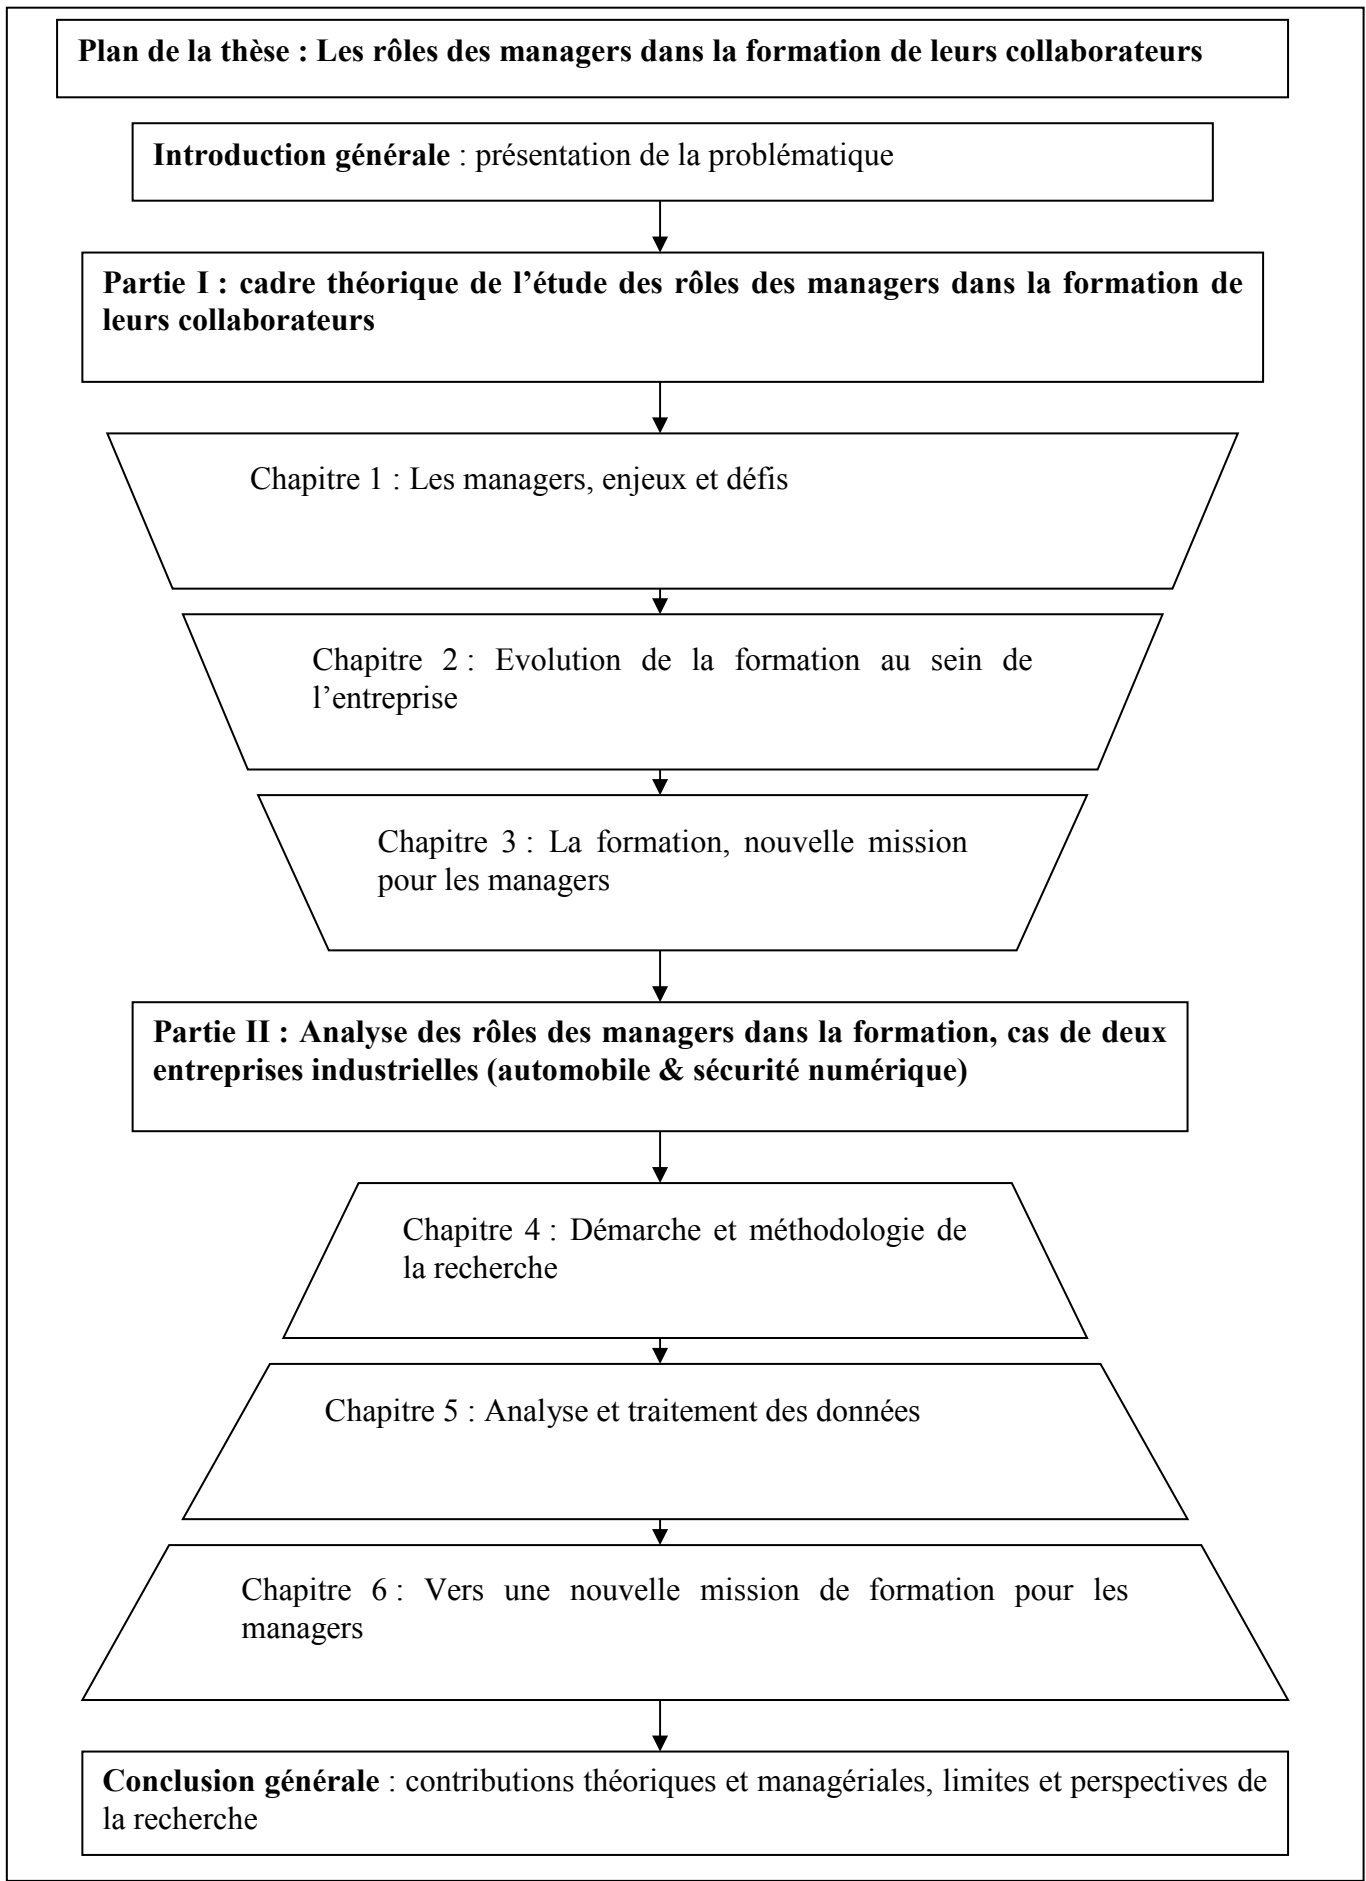 Plan de la thèse : Les rôles des managers dans la formation de leurs collaborateurs
Introduction générale : présentation de la problématique
Partie I : cadre théorique de l’étude des rôles des managers dans la formation de
leurs collaborateurs
Chapitre 1 : Les managers, enjeux et défis
Chapitre 2 : Evolution de la formation au sein de
l’entreprise
Chapitre 3 : La formation, nouvelle mission
pour les managers
Partie II : Analyse des rôles des managers dans la formation, cas de deux
entreprises industrielles (automobile & sécurité numérique)
Chapitre 4 : Démarche et méthodologie de
la recherche
Chapitre 5 : Analyse et traitement des données
Chapitre 6 : Vers une nouvelle mission de formation pour les
managers
Conclusion générale : contributions théoriques et managériales, limites et perspectives de
la recherche